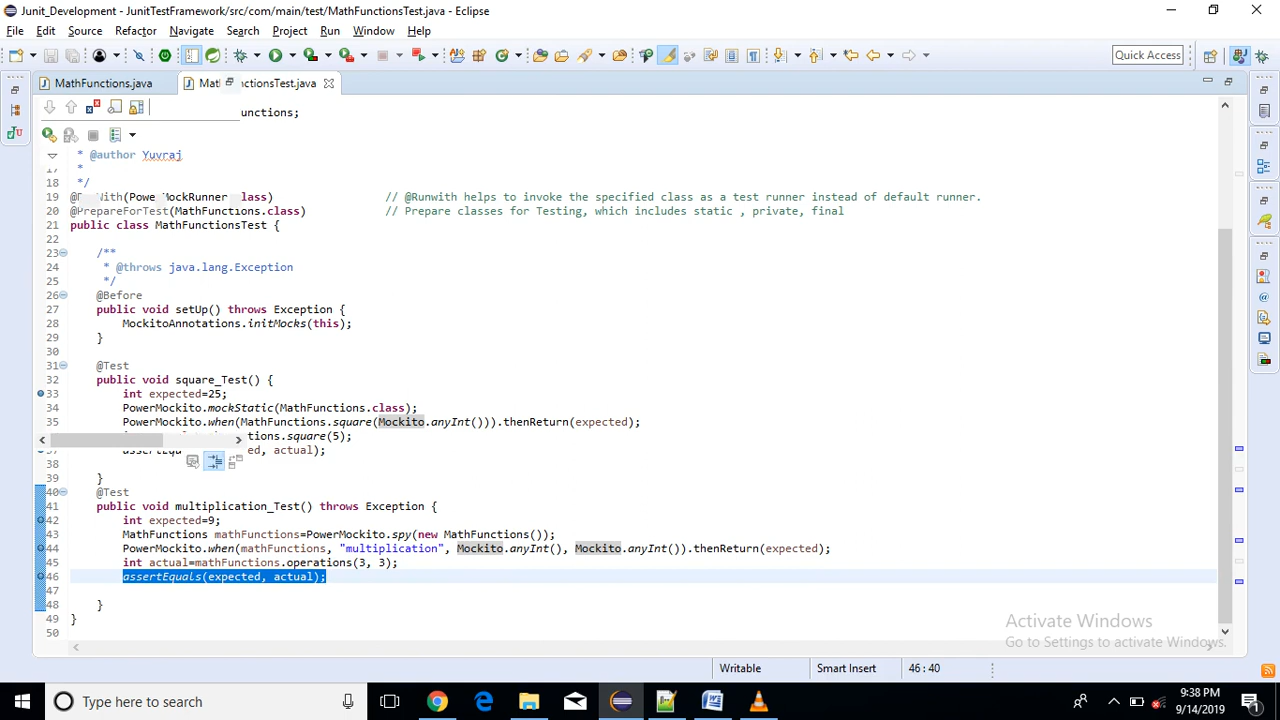 Junit_Development - JunitTestFramework/src/com/main/test/MathFunctionsTest.java - Eclipse
File Edit Source Refactor Navigate Search Project Run Window Help
Quick Access
MathFunctions.java
unctions;
* @author Yuvraj
17 *
18 */
19 (Powe MockRunner lass) // @Runwith helps to invoke the specified class as a test runner instead of default runner.
20 @PrepareForTest(MathFunctions.class) // Prepare classes for Testing, which includes static , private, final
21 public class MathFunctionsTest {
22
23 /**
24 * @throws java.lang.Exception
25 */
26 @Before
27 public void setUp() throws Exception {
28 MockitoAnnotations.initMocks(this);
29 }
30
31 @Test
32 public void square_Test() {
33 int expected=25;
34 PowerMockito.mockStatic(MathFunctions.class);
35 PowerMockito.when(MathFunctions.square(Mockito.anyInt())).thenReturn(expected);
tions.square(5);
ed, actual);
38
39 }
40 @Test
41 public void multiplication_Test() throws Exception {
42 int expected=9;
43 MathFunctions mathFunctions=PowerMockito.spy(new MathFunctions());
44 PowerMockito.when(mathFunctions, "multiplication", Mockito.anyInt(), Mockito.anyInt()).thenReturn(expected);
45 int actual=mathFunctions.operations(3, 3);
46 assertEquals(expected, actual);
47
48 }
49 }
50
Activate Windows
Go to Settings to activate Windows.
Writable Smart Insert 46 : 40
Type here to search
9:38 PM
9/14/2019
1